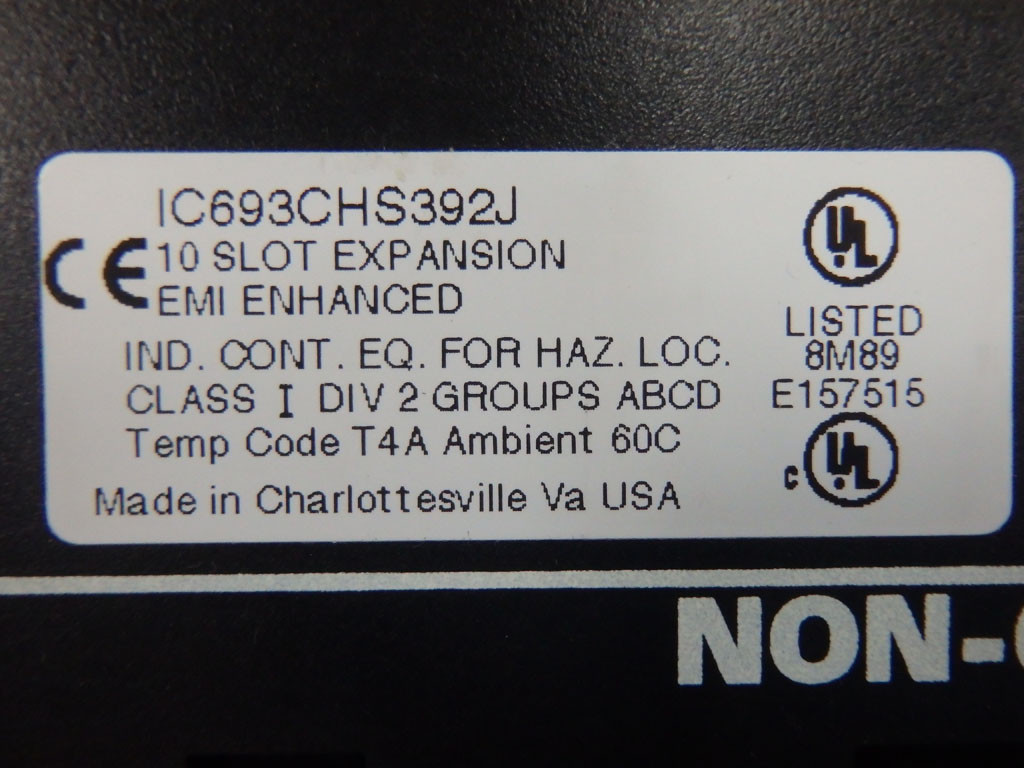 IC693CHS392J
CE 10 SLOT EXPANSION
EMI ENHANCED
IND. CONT. EQ. FOR HAZ. LOC.
CLASS I DIV 2 GROUPS ABCD
Temp Code T4A Ambient 60C
Made in Charlottesville Va USA
UL
LISTED
8M89
E157515
c UL
NON-